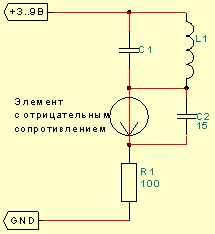 +3..9В
C1
L1
Элемент
с отрицательным
сопротивлением
C2
15
R1
100
GND